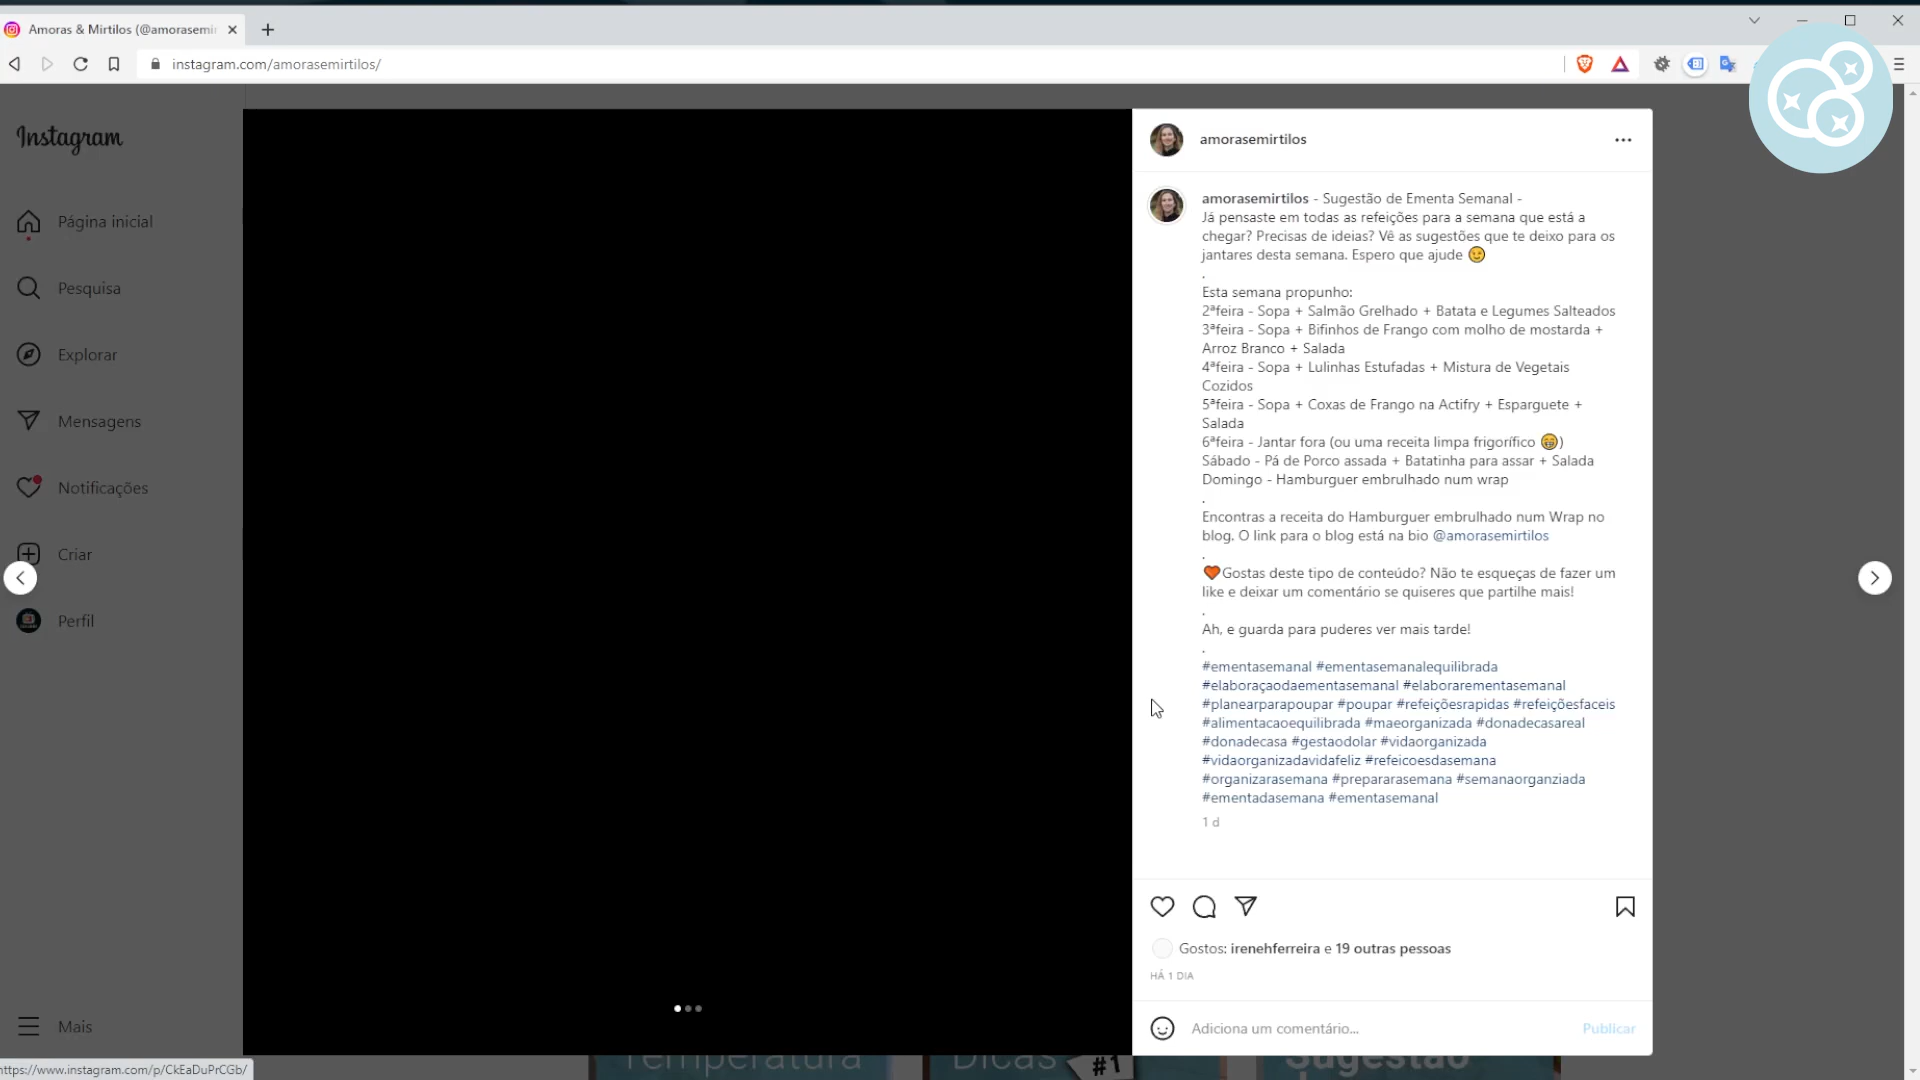 Amoras & Mirtilos (@amorasemir
instagram.com/amorasemirtilos/
Instagram
Página inicial
Pesquisa
Explorar
Mensagens
Notificações
Criar
Perfil
Mais
https://www.instagram.com/p/CkEaDuPrCGb/
amorasemirtilos
amorasemirtilos - Sugestão de Ementa Semanal -
Já pensaste em todas as refeições para a semana que está a
chegar? Precisas de ideias? Vê as sugestões que te deixo para os
jantares desta semana. Espero que ajude 😉
.
Esta semana propunho:
2ªfeira - Sopa + Salmão Grelhado + Batata e Legumes Salteados
3ªfeira - Sopa + Bifinhos de Frango com molho de mostarda +
Arroz Branco + Salada
4ªfeira - Sopa + Lulinhas Estufadas + Mistura de Vegetais
Cozidos
5ªfeira - Sopa + Coxas de Frango na Actifry + Esparguete +
Salada
6ªfeira - Jantar fora (ou uma receita limpa frigorífico 😁)
Sábado - Pá de Porco assada + Batatinha para assar + Salada
Domingo - Hamburguer embrulhado num wrap
.
Encontras a receita do Hamburguer embrulhado num Wrap no
blog. O link para o blog está na bio @amorasemirtilos
.
🧡Gostas deste tipo de conteúdo? Não te esqueças de fazer um
like e deixar um comentário se quiseres que partilhe mais!
.
Ah, e guarda para puderes ver mais tarde!
.
#ementasemanal #ementasemanalequilibrada
#elaboraçaodaementasemanal #elaborarementasemanal
#planearparapoupar #poupar #refeiçõesrapidas #refeiçõesfaceis
#alimentacaoequilibrada #maeorganizada #donadecasareal
#donadecasa #gestaodolar #vidaorganizada
#vidaorganizadavidafeliz #refeicoesdasemana
#organizarasemana #prepararasemana #semanaorganziada
#ementadasemana #ementasemanal
1 d
Gostos: irenehferreira e 19 outras pessoas
HÁ 1 DIA
Adiciona um comentário...
Publicar
Temperatura
Dicas #1
Sugestão